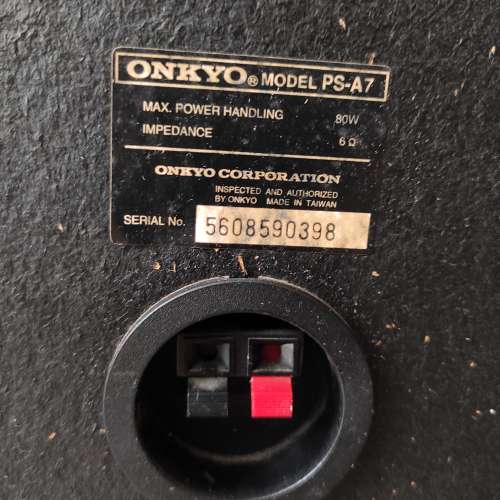 ONKYO® MODEL PS-A7
MAX. POWER HANDLING 80W
IMPEDANCE 6 Ω
ONKYO CORPORATION
INSPECTED AND AUTHORIZED
BY ONKYO MADE IN TAIWAN
SERIAL No. 5608590398